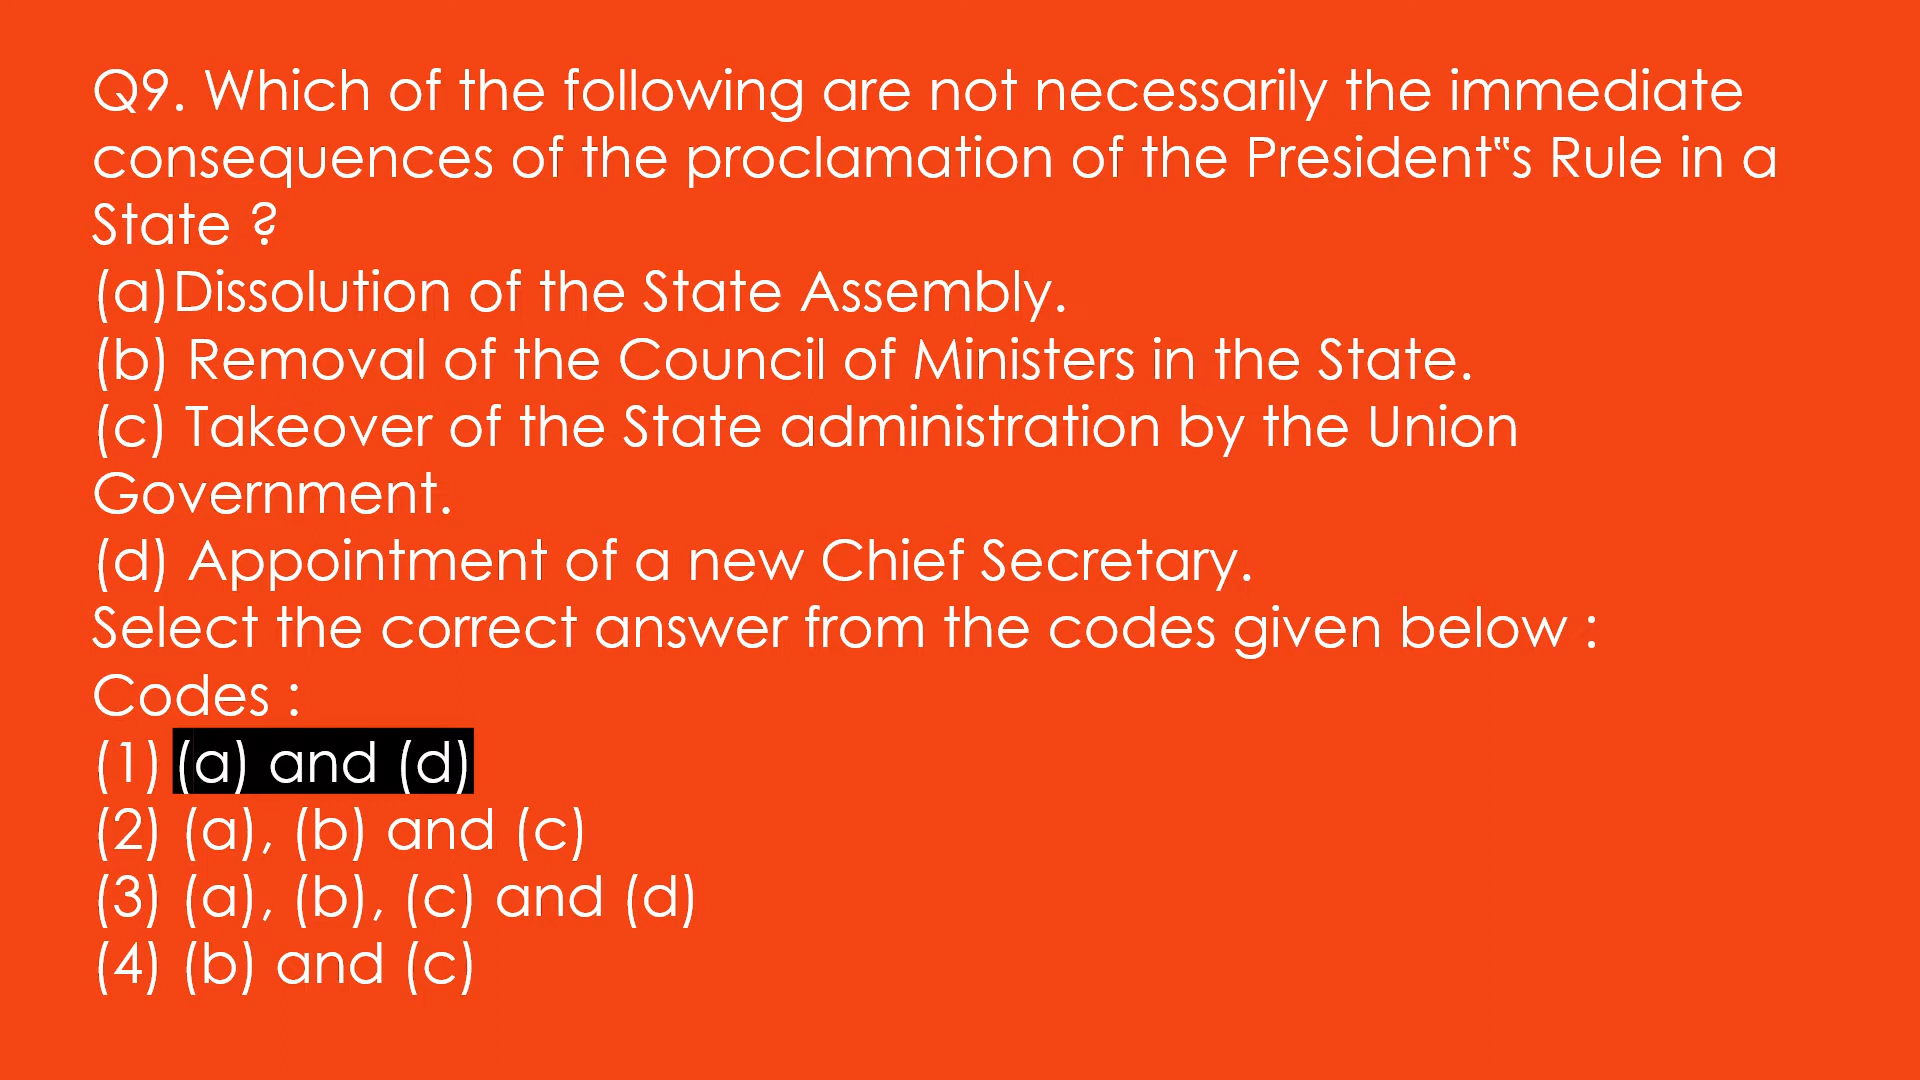 Q9. Which of the following are not necessarily the immediate
consequences of the proclamation of the President‟s Rule in a
State ?
(a)Dissolution of the State Assembly.
(b) Removal of the Council of Ministers in the State.
(c) Takeover of the State administration by the Union
Government.
(d) Appointment of a new Chief Secretary.
Select the correct answer from the codes given below :
Codes :
(1) (a) and (d)
(2) (a), (b) and (c)
(3) (a), (b), (c) and (d)
(4) (b) and (c)